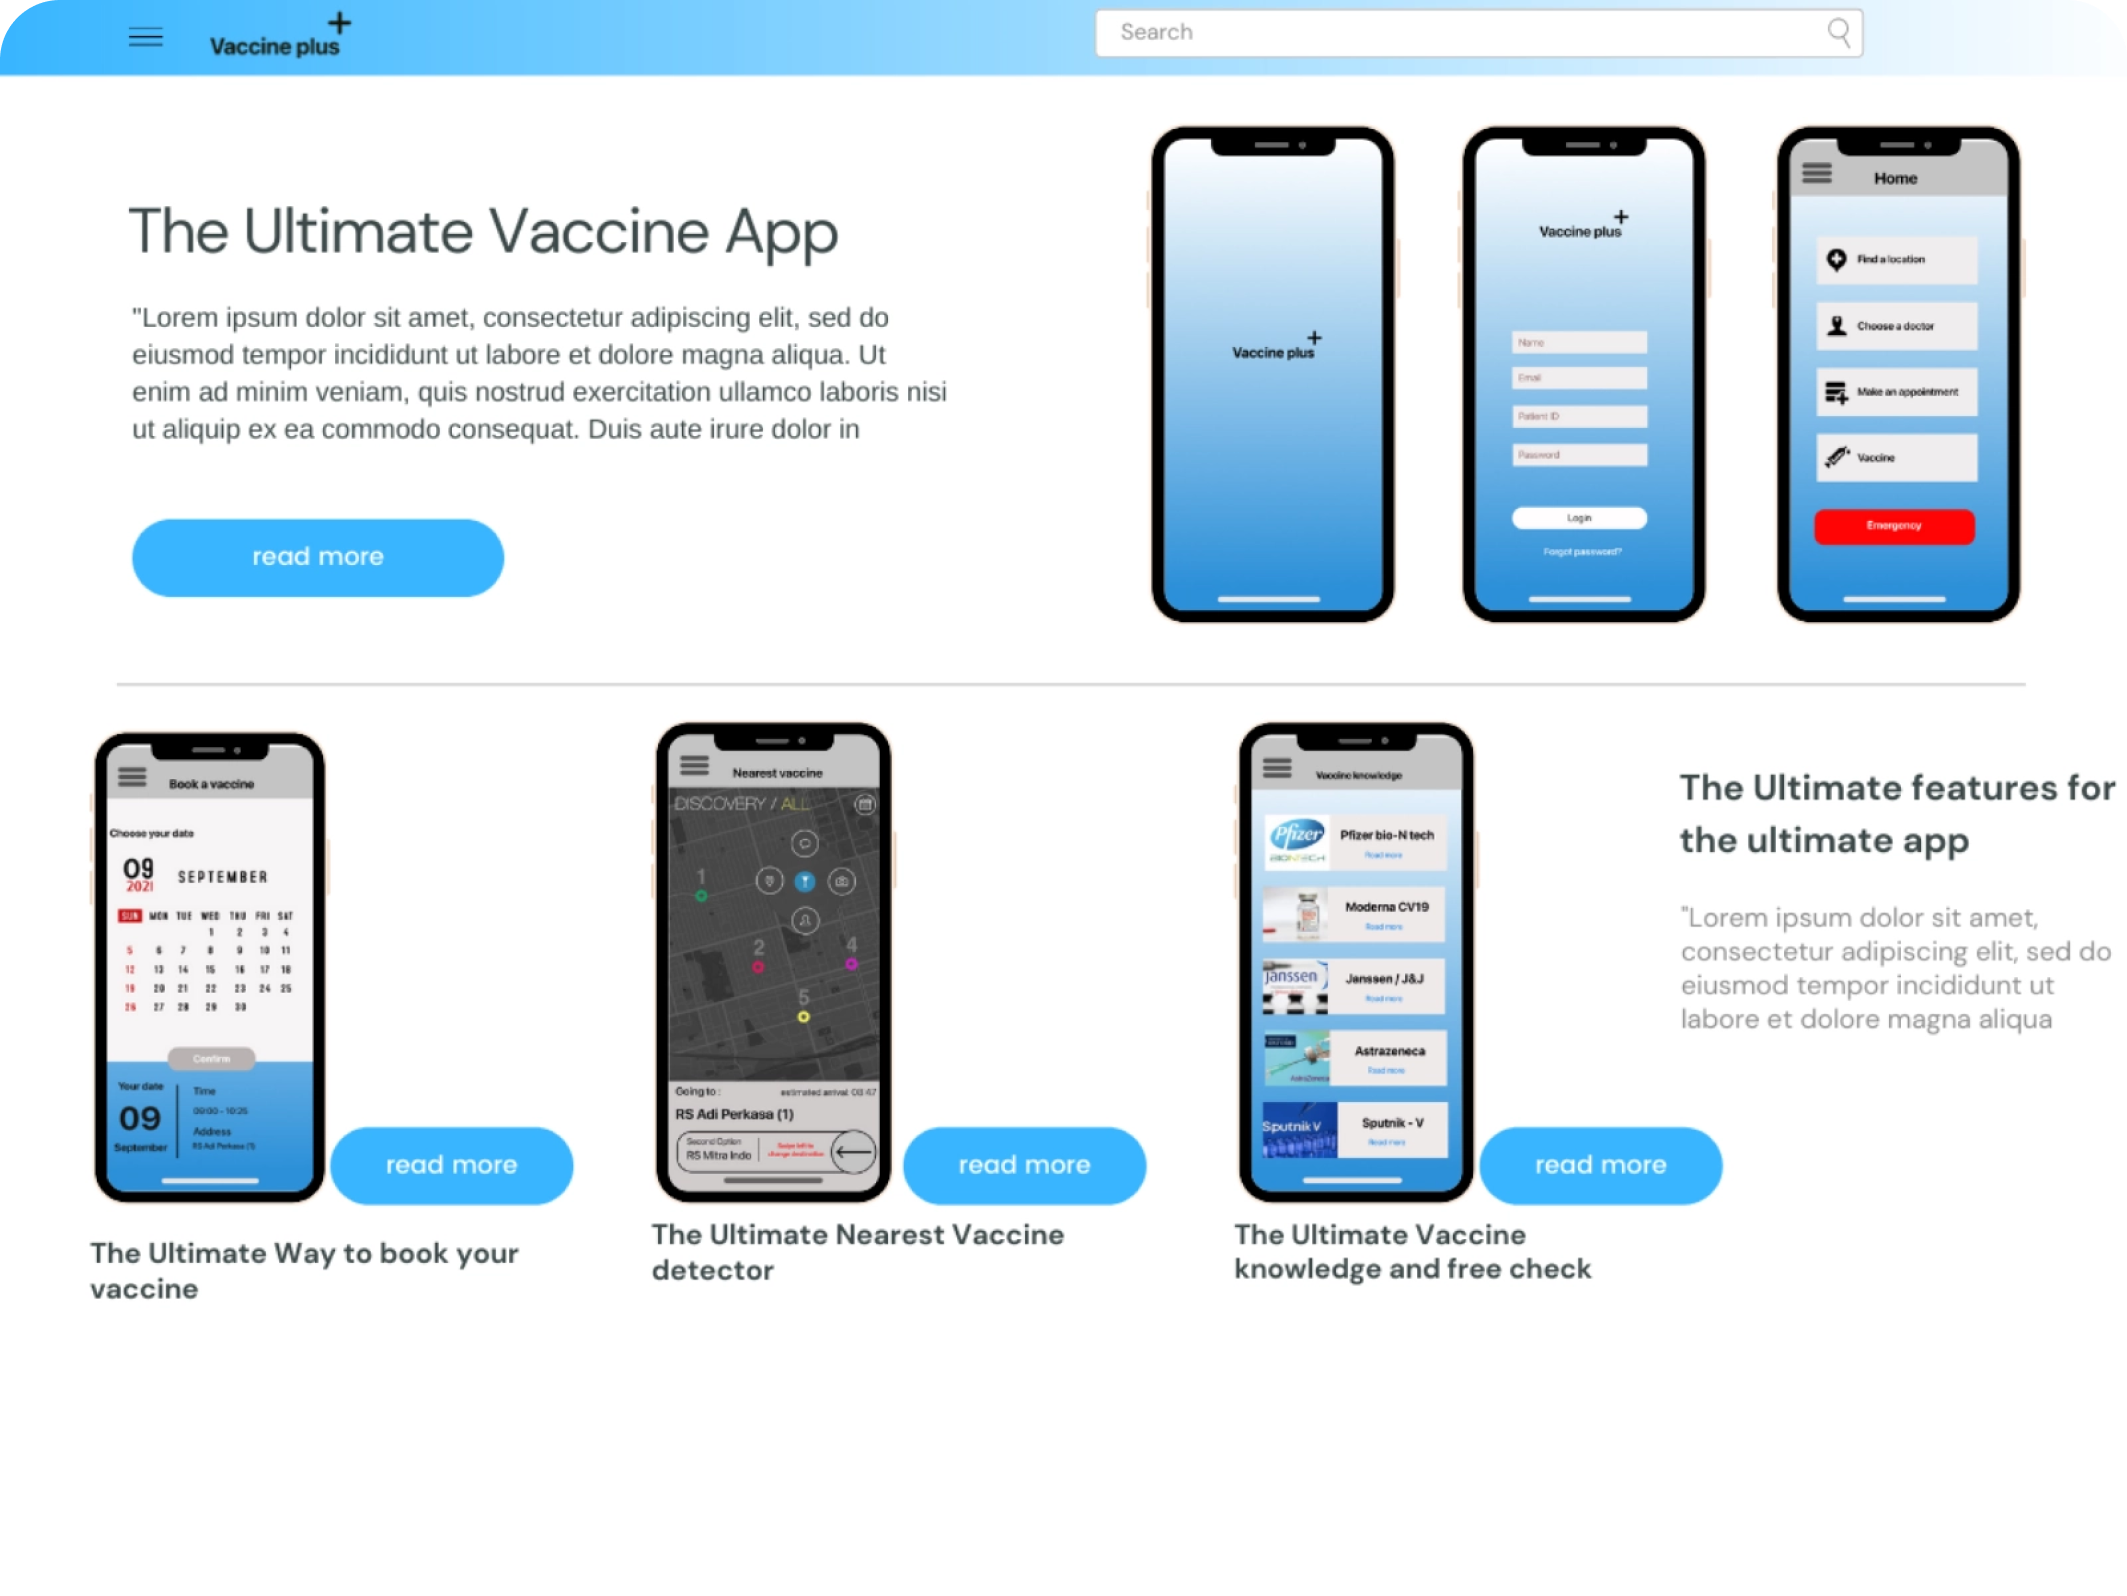 Vaccine plus
Search
The Ultimate Vaccine App
"Lorem ipsum dolor sit amet, consectetur adipiscing elit, sed do
eiusmod tempor incididunt ut labore et dolore magna aliqua. Ut
enim ad minim veniam, quis nostrud exercitation ullamco laboris nisi
ut aliquip ex ea commodo consequat. Duis aute irure dolor in
read more
Vaccine plus
Vaccine plus
Name
Email
Patient ID
Password
Login
Forgot password?
Home
Find a location
Choose a doctor
Make an appointment
Vaccine
Emergency
Book a vaccine
Choose your date
09
2021
SEPTEMBER
SUN MON TUE WED THU FRI SAT
1 2 3 4
5 6 7 8 9 10 11
12 13 14 15 16 17 18
19 20 21 22 23 24 25
26 27 28 29 30
Confirm
Your date
09
September
Time
09:00 - 10:25
Address
RS Adi Perkasa (1)
read more
The Ultimate Way to book your
vaccine
Nearest vaccine
DISCOVERY / ALL
1
2
4
5
Going to :
estimated arrival 03:47
RS Adi Perkasa (1)
Second Option
RS Mitra Indo
Swipe left to
change destination
read more
The Ultimate Nearest Vaccine
detector
Vaccine knowledge
Pfizer
BIONTECH
Pfizer bio-N tech
Read more
Moderna CV19
Read more
janssen
Janssen / J&J
Read more
AstraZeneca
Astrazeneca
Read more
Sputnik V
Sputnik - V
Read more
read more
The Ultimate Vaccine
knowledge and free check
The Ultimate features for
the ultimate app
"Lorem ipsum dolor sit amet,
consectetur adipiscing elit, sed do
eiusmod tempor incididunt ut
labore et dolore magna aliqua